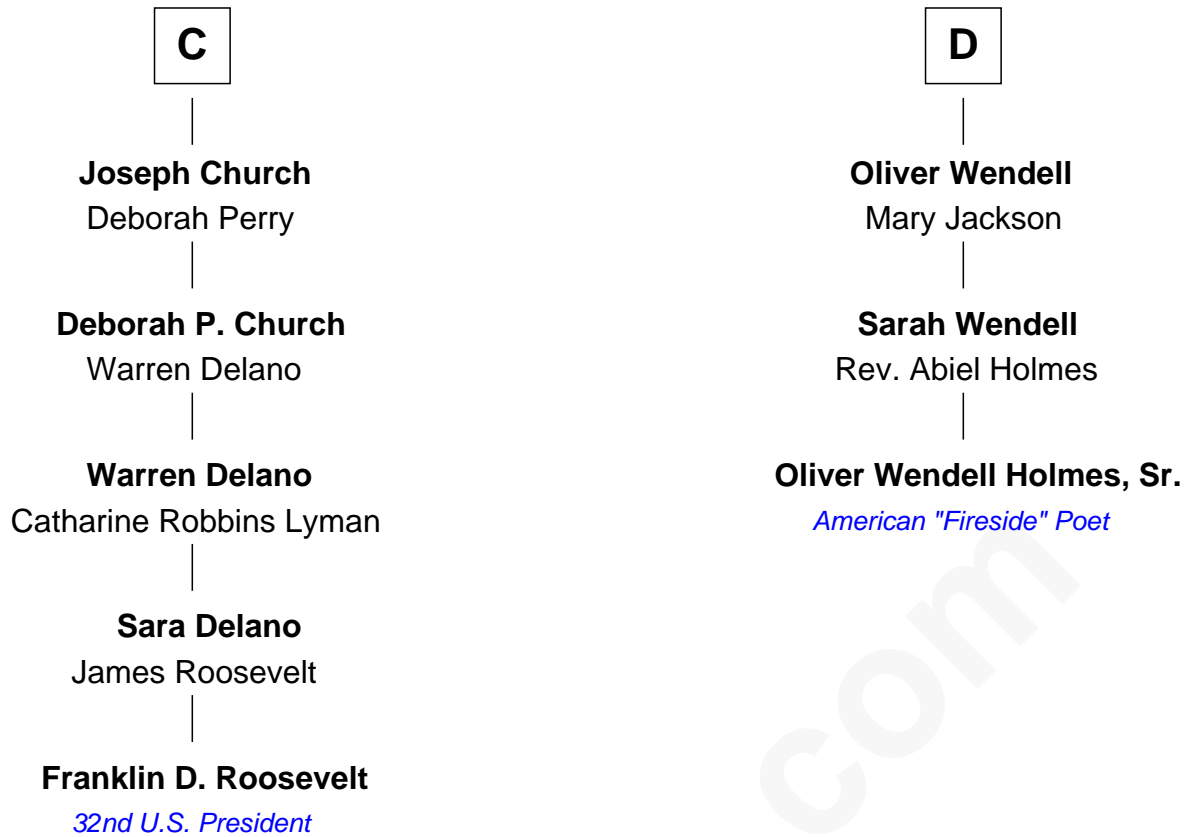 C
Joseph Church
Deborah Perry
Deborah P. Church
Warren Delano
Warren Delano
Catharine Robbins Lyman
Sara Delano
James Roosevelt
Franklin D. Roosevelt
32nd U.S. President
D
Oliver Wendell
Mary Jackson
Sarah Wendell
Rev. Abiel Holmes
Oliver Wendell Holmes, Sr.
American "Fireside" Poet
com